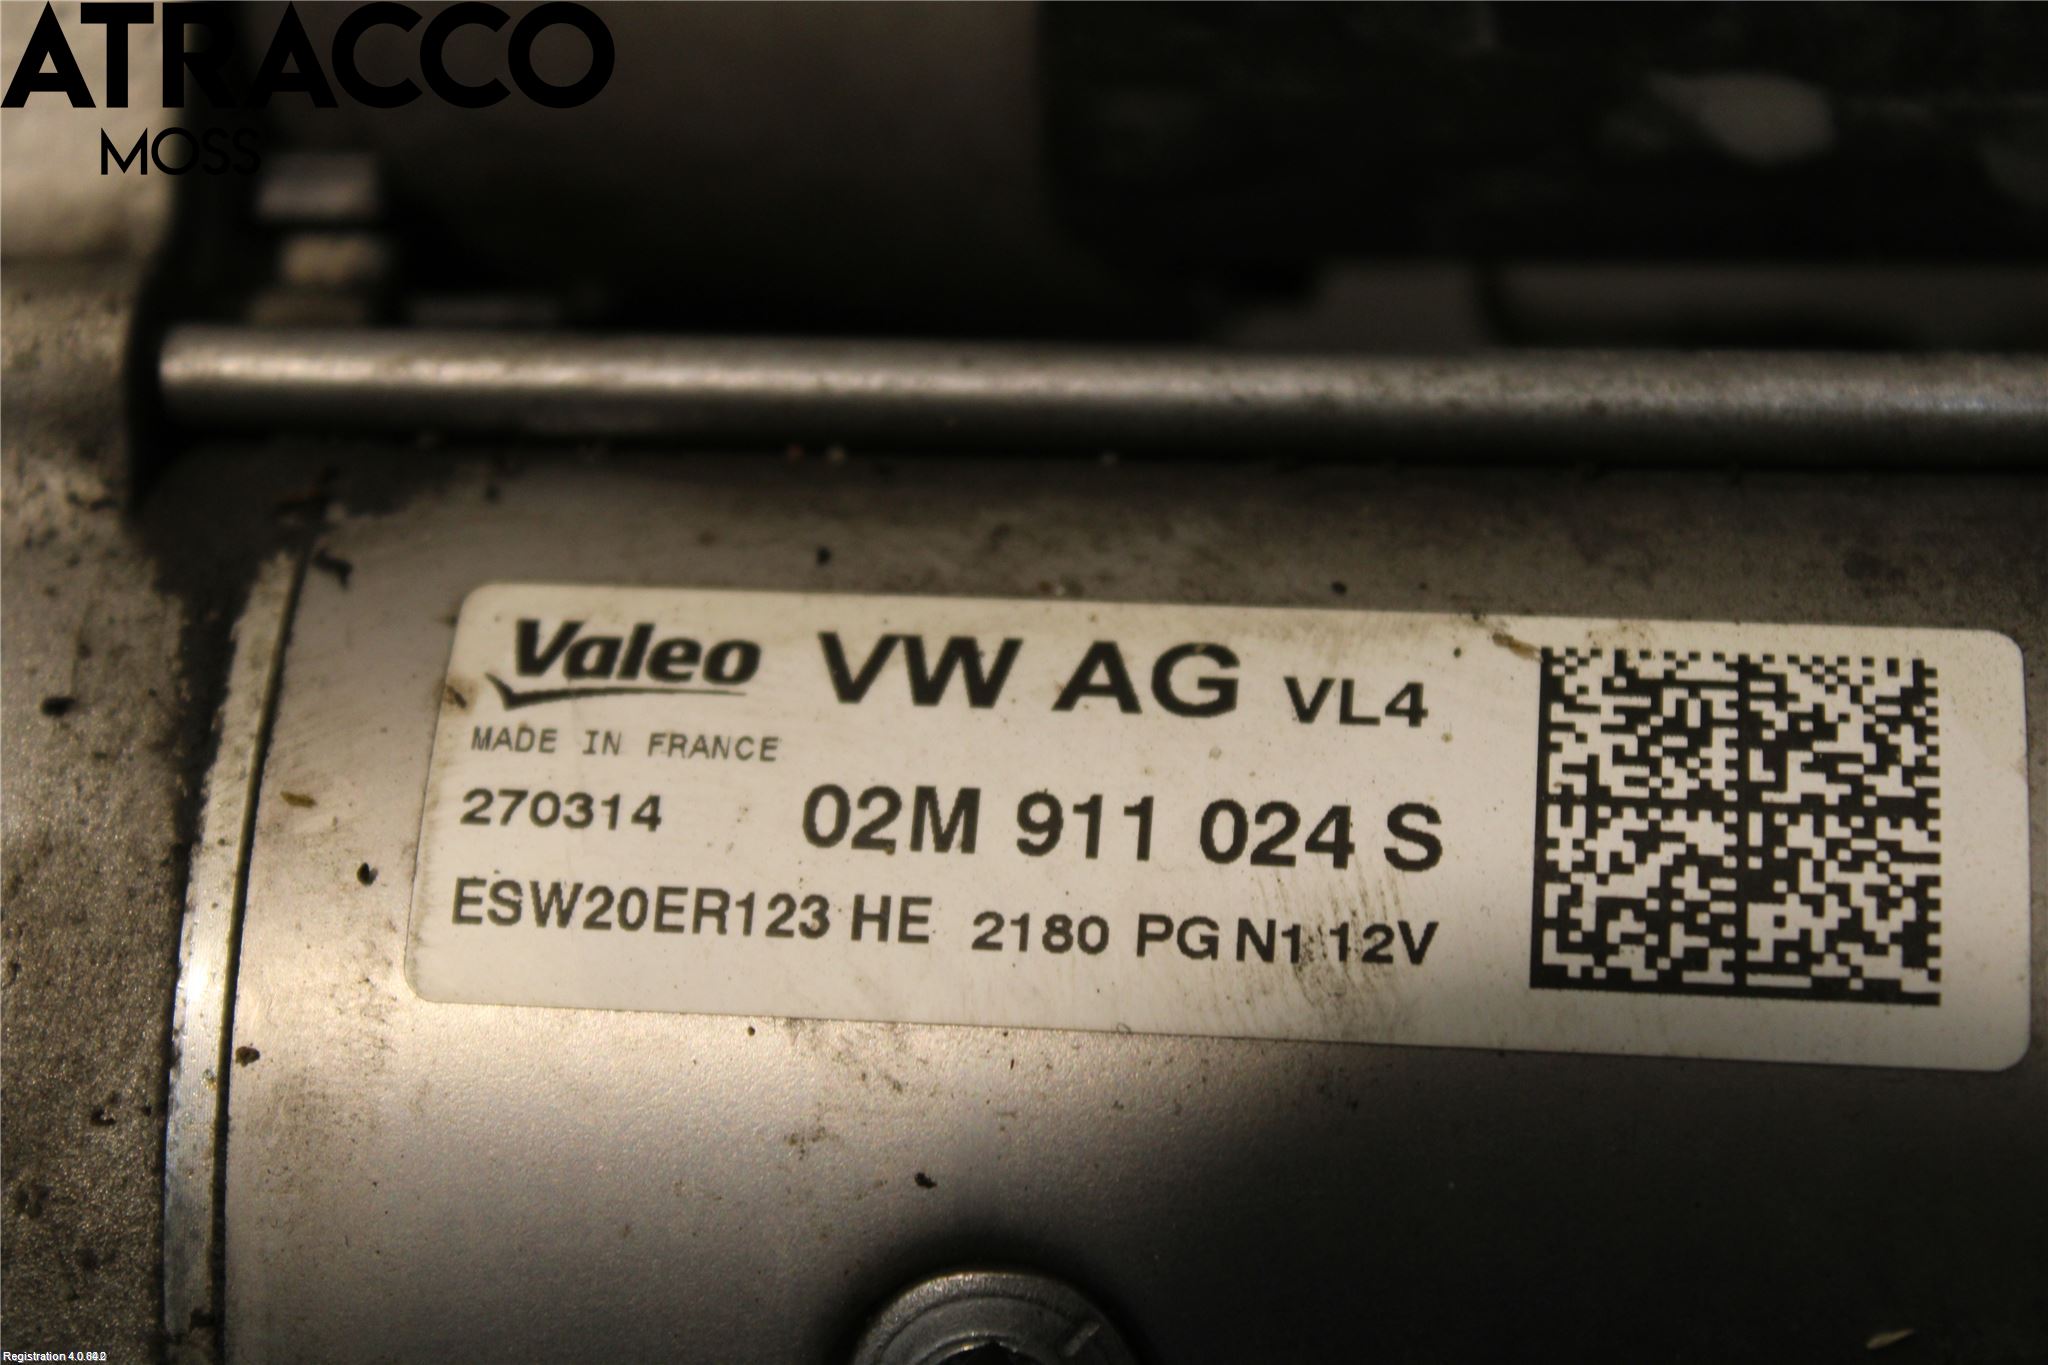 ATRACCO
MOSS
Valeo VW AG VL4
MADE IN FRANCE
270314 02M 911 024 S
ESW20ER123 HE 2180 PG N1 12V
Registration